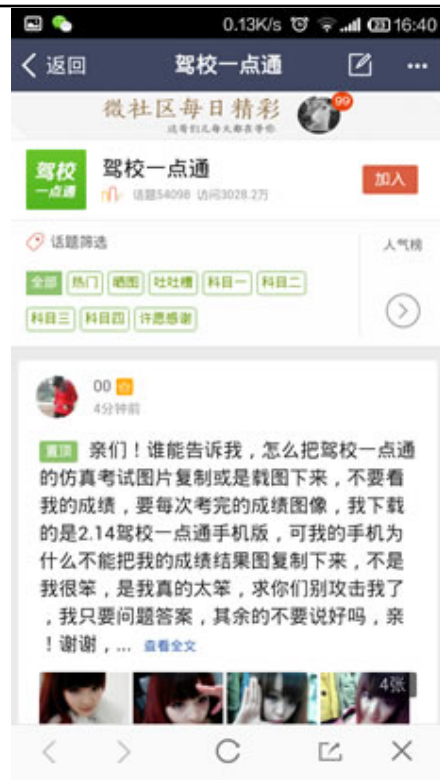 0.13K/s 23 16:40
返回 驾校一点通
微社区每日精彩 99
驾校一点通 驾校一点通
话题54098 访问3028.2万 加入
话题筛选 人气榜
全部 热门 晒图 吐吐槽 科目一 科目二
科目三 科目四 许愿感谢
00
4分钟前
置顶 亲们！谁能告诉我，怎么把驾校一点通
的仿真考试图片复制或是载图下来，不要看
我的成绩，要每次考完的成绩图像，我下载
的是2.14驾校一点通手机版，可我的手机为
什么不能把我的成绩结果图复制下来，不是
我很笨，是我真的太笨，求你们别攻击我了
，我只要问题答案，其余的不要说好吗，亲
！谢谢，... 查看全文
4张